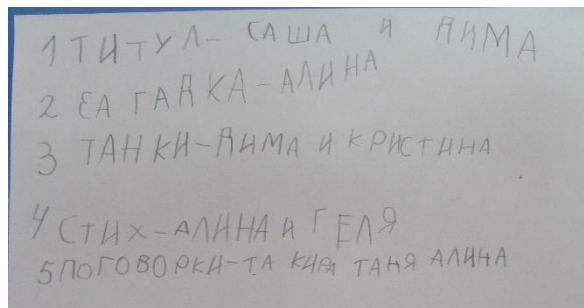 1 ТИТУЛ- САША И ДИМА
2 ЕА ГАДКА-АЛИНА
3 ТАНКИ-ДИМА И КРИСТИНА
4 СТИХ-АЛИНА И ГЕЛЯ
5 ПОГОВОРКИ-ТА КИРА ТАНЯ АЛИНА